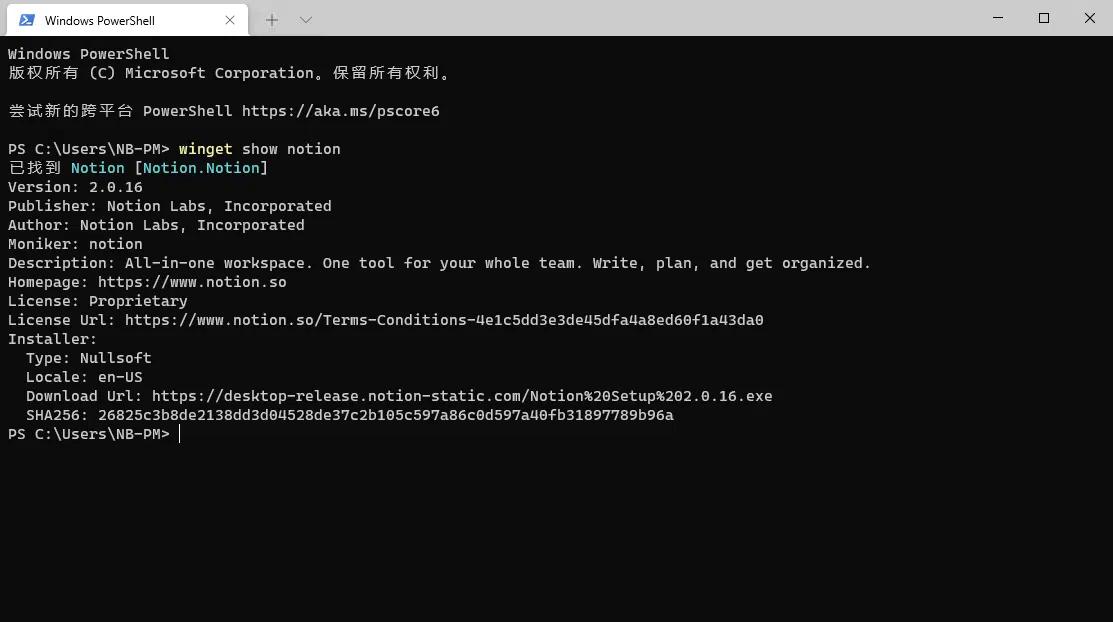 Windows PowerShell
Windows PowerShell
版权所有 (C) Microsoft Corporation。保留所有权利。
尝试新的跨平台 PowerShell https://aka.ms/pscore6
PS C:\Users\NB-PM> winget show notion
已找到 Notion [Notion.Notion]
Version: 2.0.16
Publisher: Notion Labs, Incorporated
Author: Notion Labs, Incorporated
Moniker: notion
Description: All-in-one workspace. One tool for your whole team. Write, plan, and get organized.
Homepage: https://www.notion.so
License: Proprietary
License Url: https://www.notion.so/Terms-Conditions-4e1c5dd3e3de45dfa4a8ed60f1a43da0
Installer:
  Type: Nullsoft
  Locale: en-US
  Download Url: https://desktop-release.notion-static.com/Notion%20Setup%202.0.16.exe
  SHA256: 26825c3b8de2138dd3d04528de37c2b105c597a86c0d597a40fb31897789b96a
PS C:\Users\NB-PM>